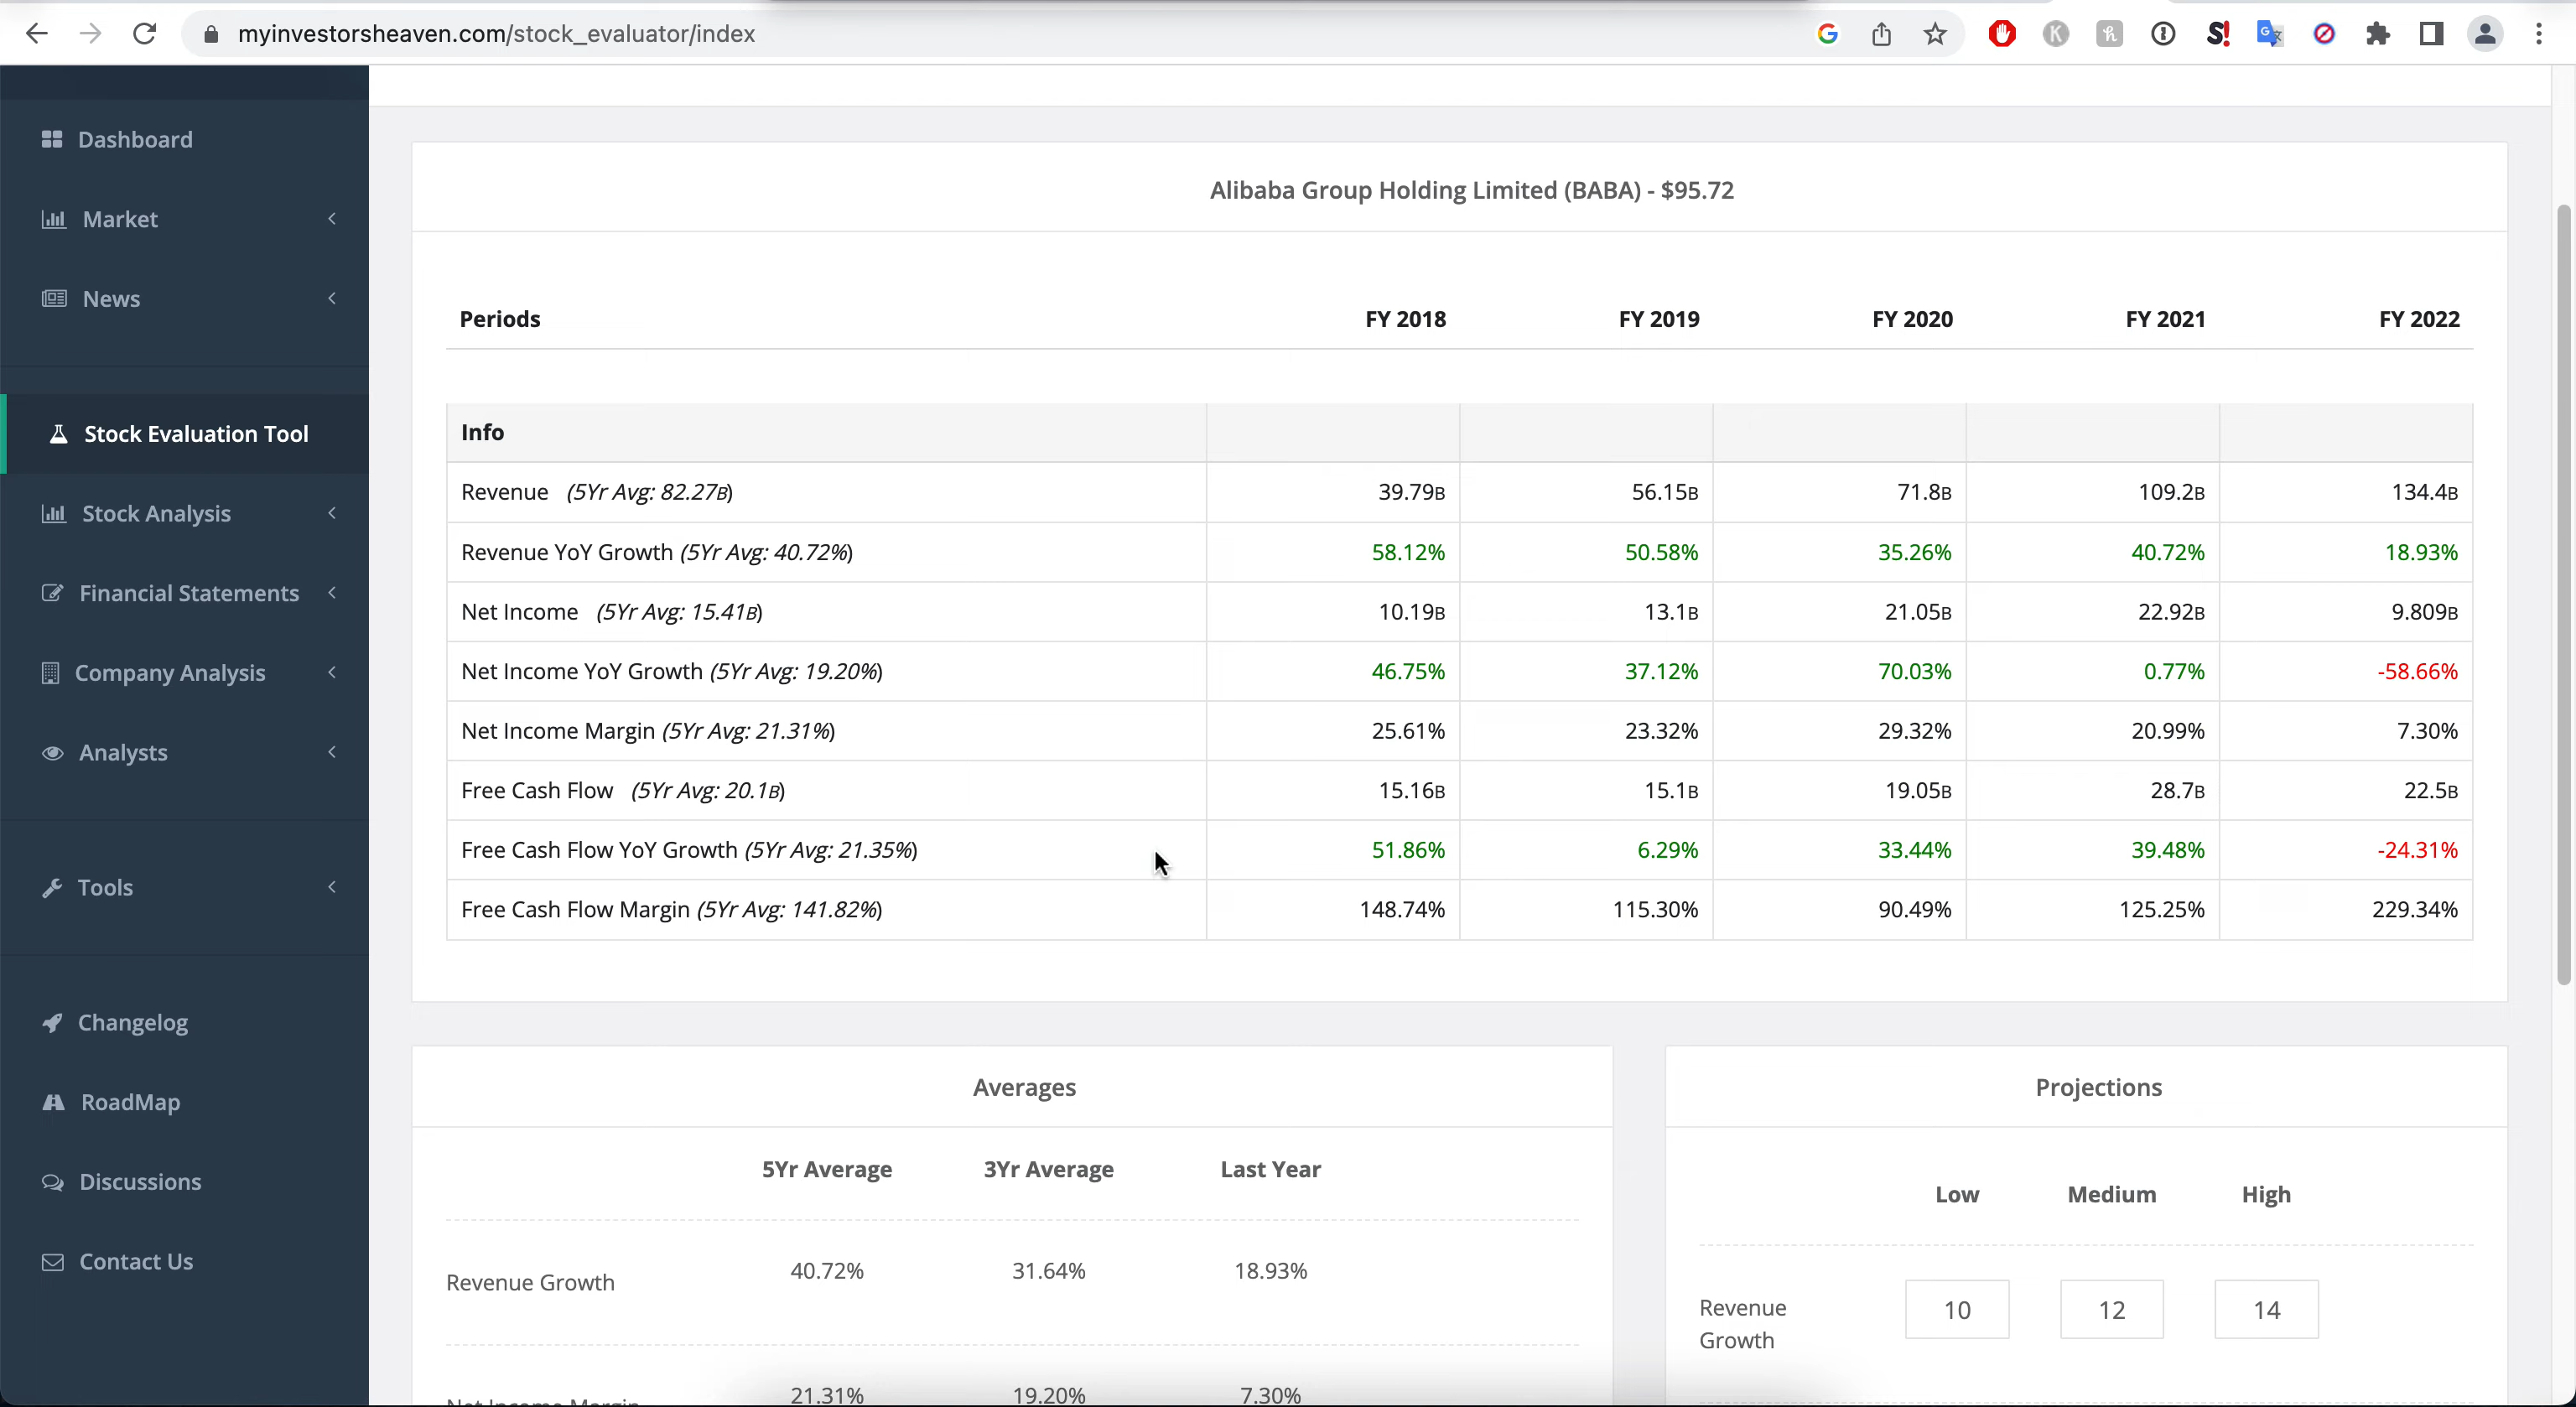 myinvestorsheaven.com/stock_evaluator/index
Dashboard
Market
News
Stock Evaluation Tool
Stock Analysis
Financial Statements
Company Analysis
Analysts
Tools
Changelog
RoadMap
Discussions
Contact Us
Alibaba Group Holding Limited (BABA) - $95.72
Periods FY 2018 FY 2019 FY 2020 FY 2021 FY 2022
Info
Revenue (5Yr Avg: 82.27B) 39.79B 56.15B 71.8B 109.2B 134.4B
Revenue YoY Growth (5Yr Avg: 40.72%) 58.12% 50.58% 35.26% 40.72% 18.93%
Net Income (5Yr Avg: 15.41B) 10.19B 13.1B 21.05B 22.92B 9.809B
Net Income YoY Growth (5Yr Avg: 19.20%) 46.75% 37.12% 70.03% 0.77% -58.66%
Net Income Margin (5Yr Avg: 21.31%) 25.61% 23.32% 29.32% 20.99% 7.30%
Free Cash Flow (5Yr Avg: 20.1B) 15.16B 15.1B 19.05B 28.7B 22.5B
Free Cash Flow YoY Growth (5Yr Avg: 21.35%) 51.86% 6.29% 33.44% 39.48% -24.31%
Free Cash Flow Margin (5Yr Avg: 141.82%) 148.74% 115.30% 90.49% 125.25% 229.34%
Averages
5Yr Average 3Yr Average Last Year
Revenue Growth 40.72% 31.64% 18.93%
Net Income Margin 21.31% 19.20% 7.30%
Projections
Low Medium High
Revenue
Growth
10 12 14